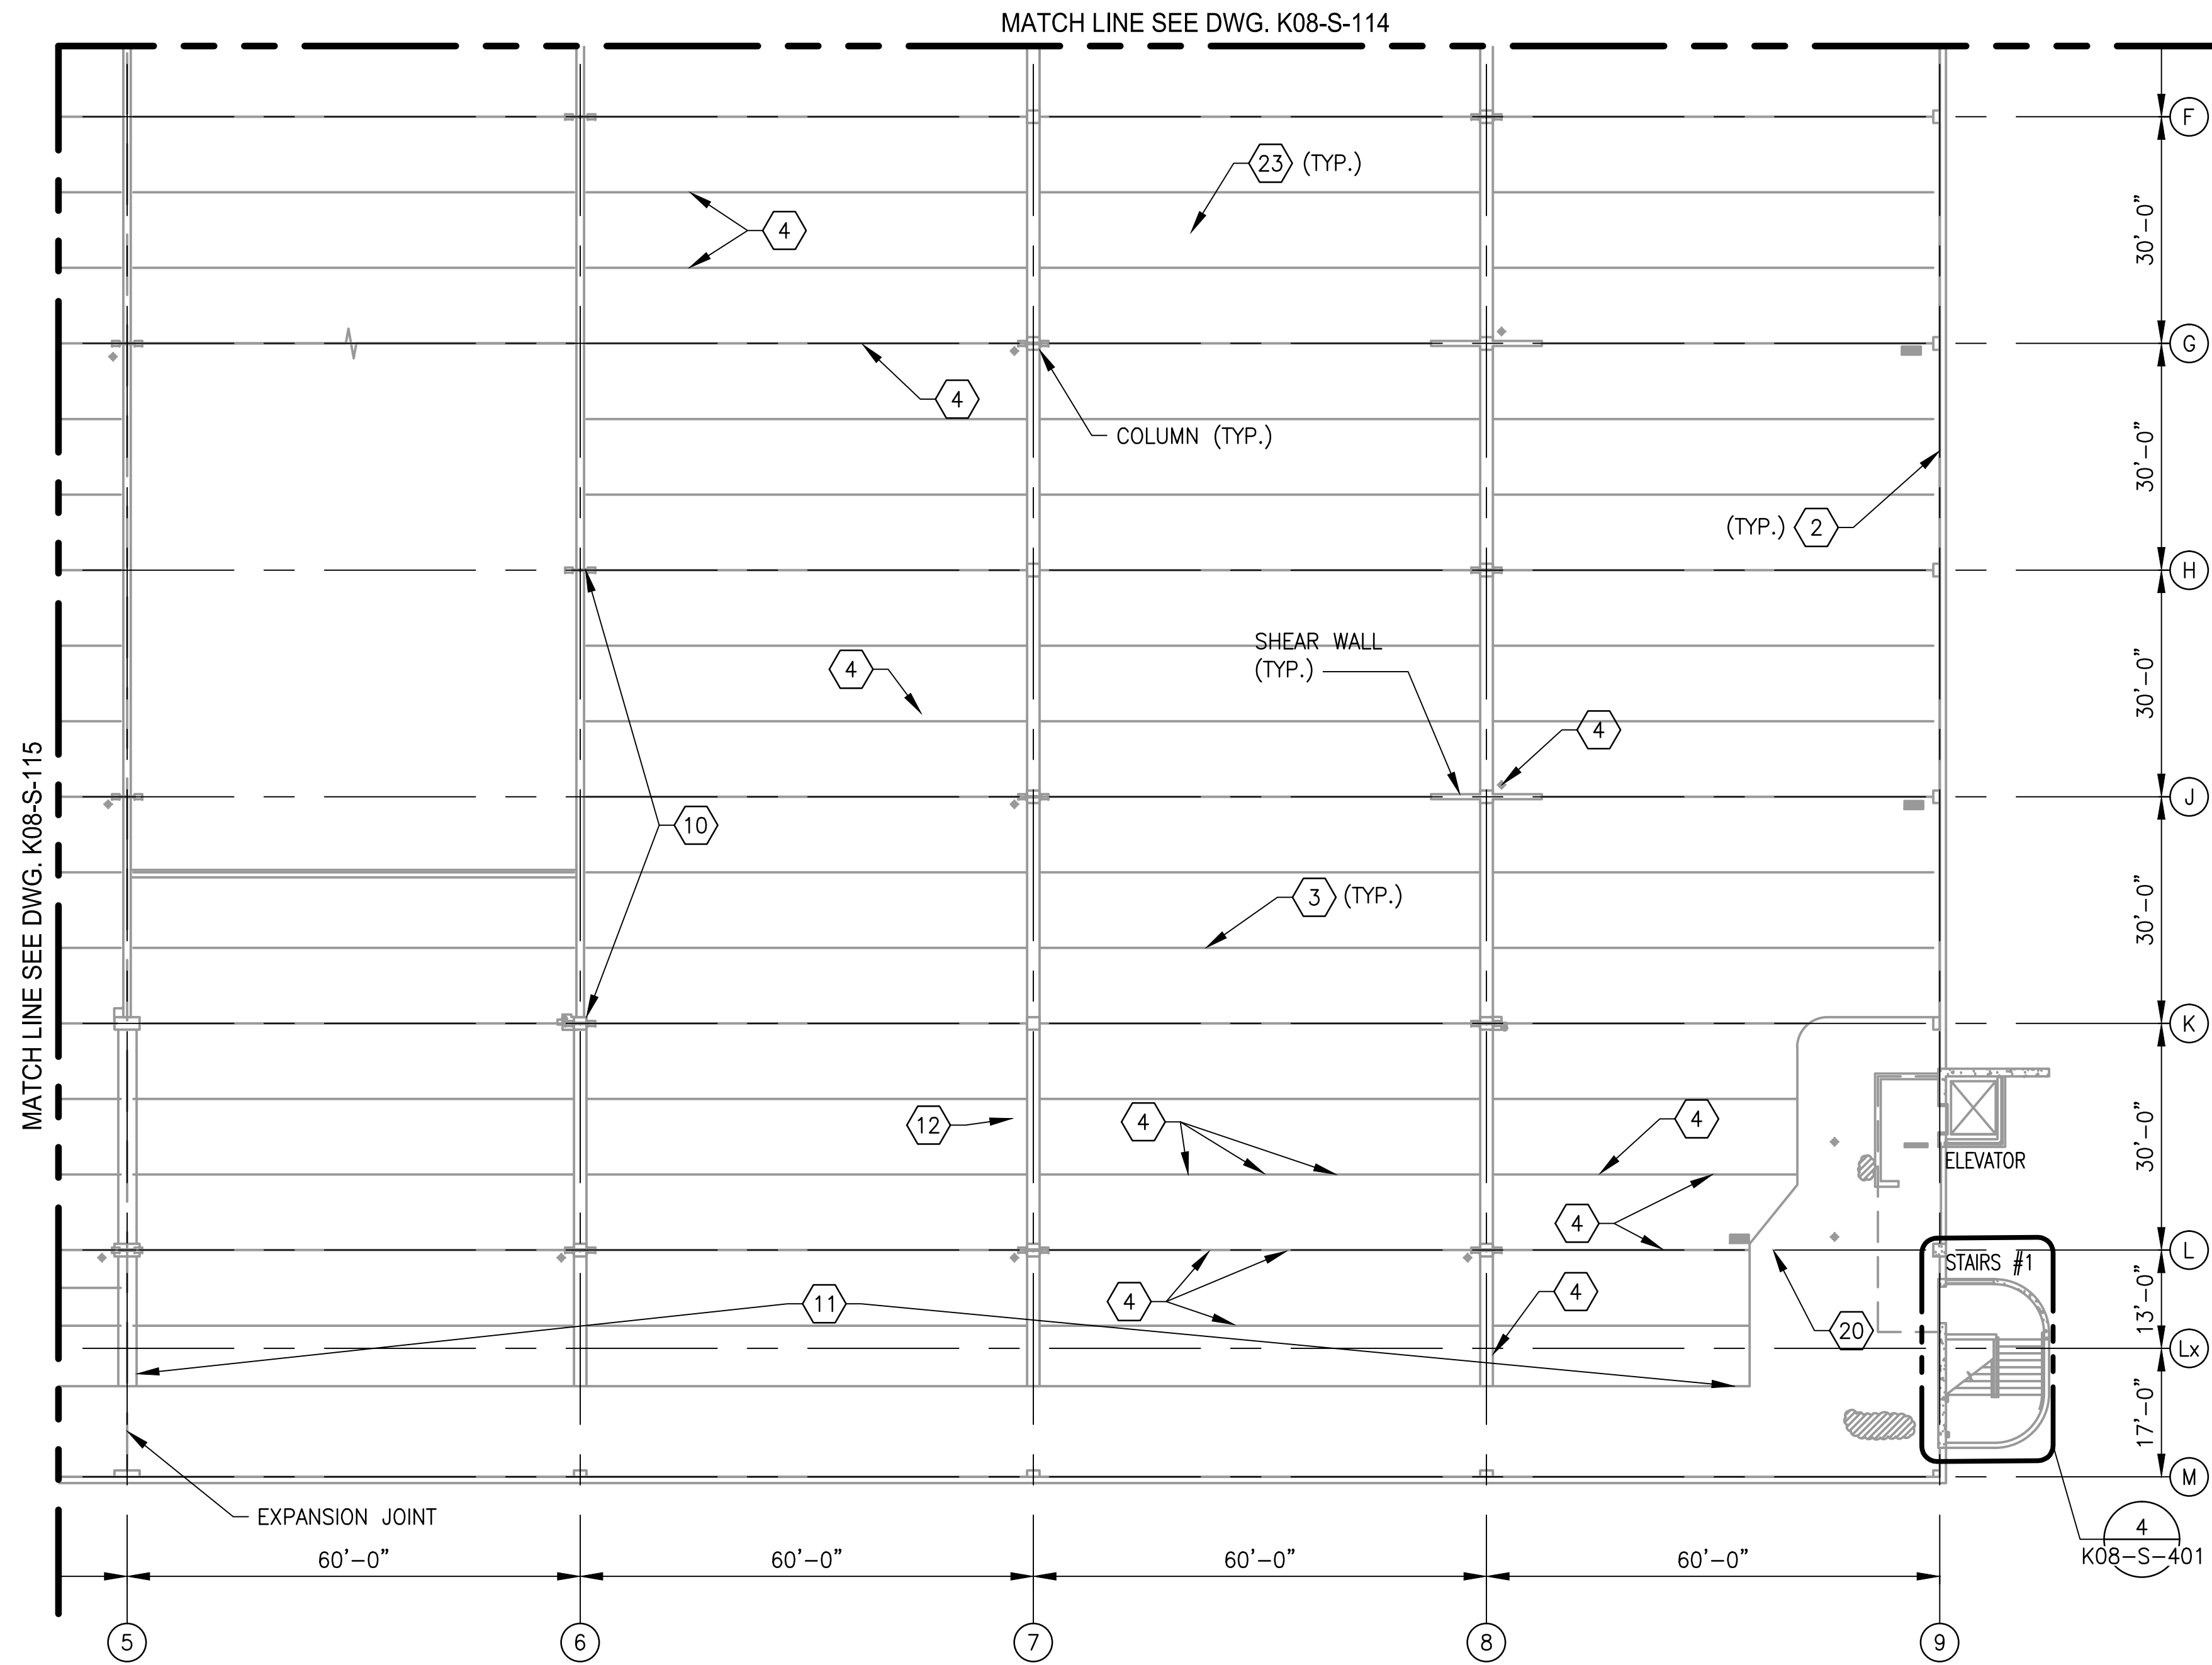 MATCH LINE SEE DWG. K08-S-114
F
23 (TYP.)
4
30'-0"
G
4
COLUMN (TYP.)
30'-0"
(TYP.) 2
H
SHEAR WALL
(TYP.)
4
30'-0"
4
J
10
MATCH LINE SEE DWG. K08-S-115
3 (TYP.)
30'-0"
K
12
4
4
30'-0"
ELEVATOR
4
L
STAIRS #1
11
4
4
20
13'-0"
Lx
17'-0"
M
EXPANSION JOINT
4
K08-S-401
60'-0"
60'-0"
60'-0"
60'-0"
5
6
7
8
9